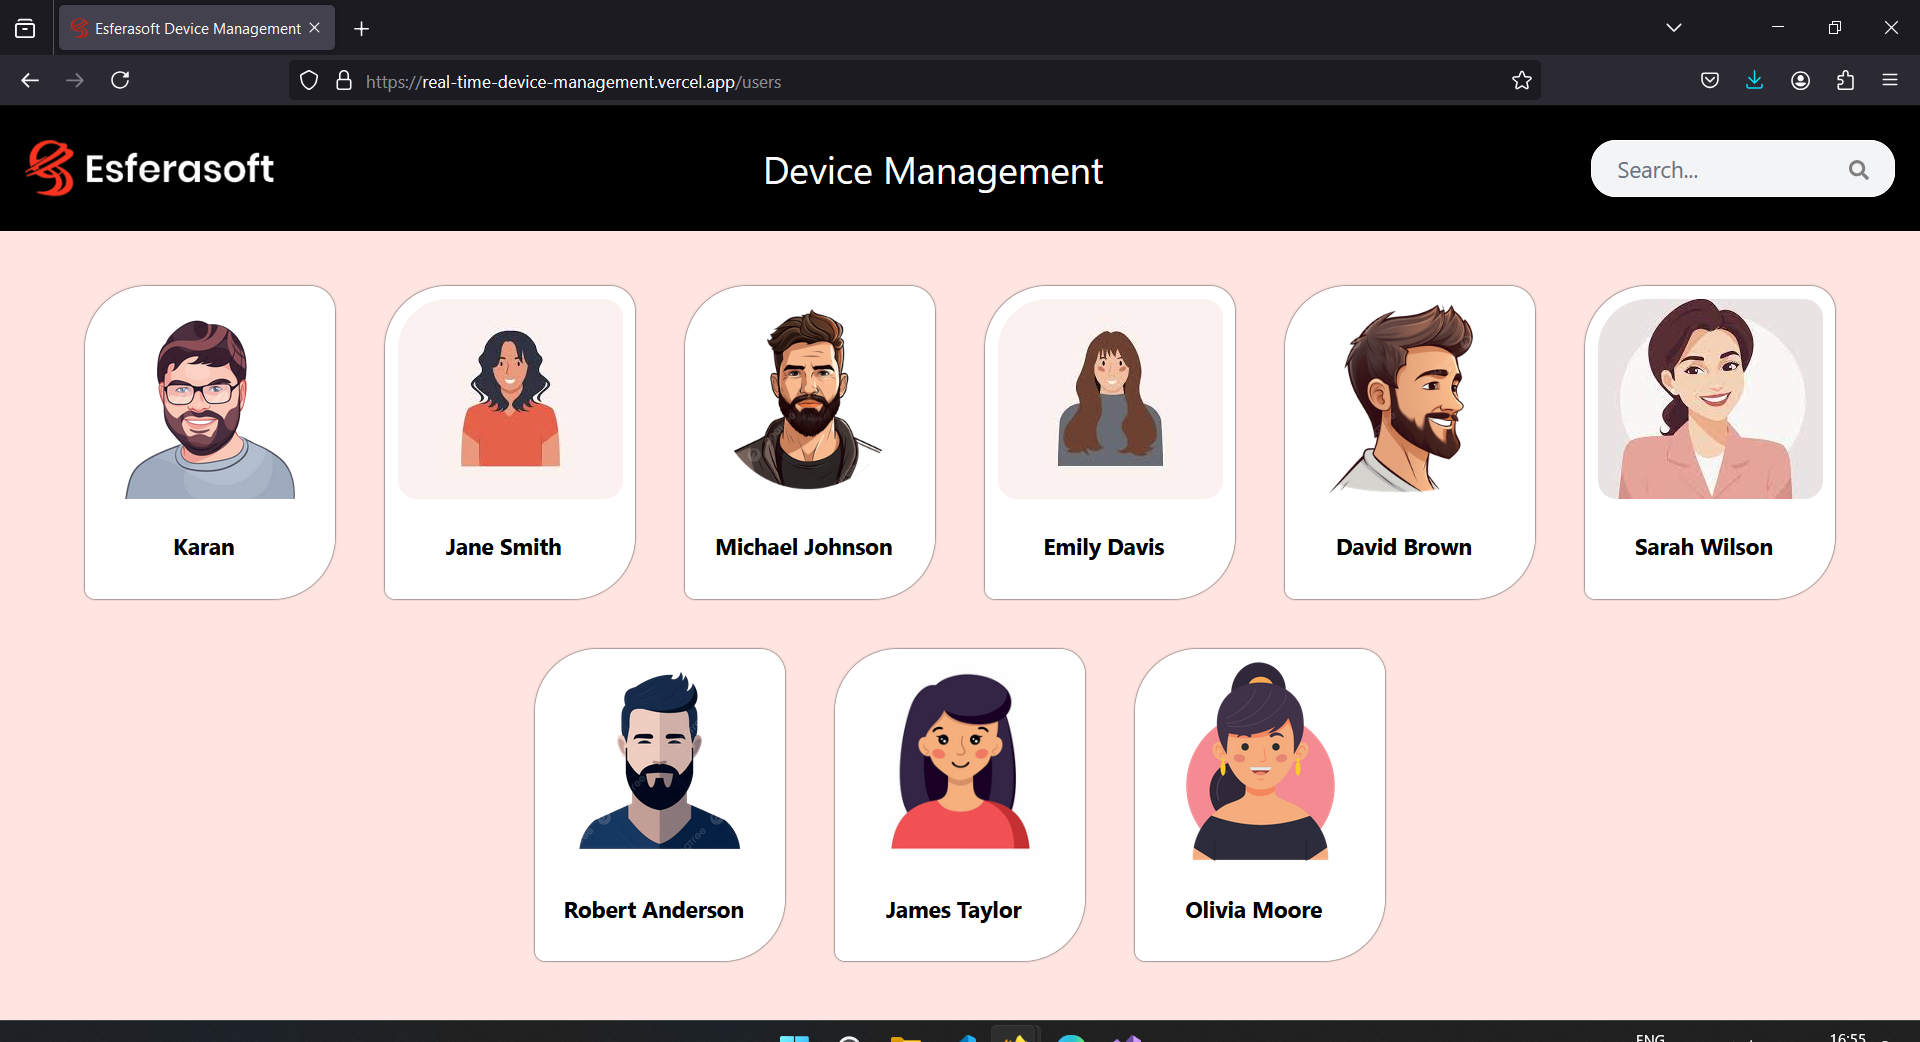 Esferasoft Device Management
https://real-time-device-management.vercel.app/users
Esferasoft
Device Management
Search...
Karan
Jane Smith
Michael Johnson
Emily Davis
David Brown
Sarah Wilson
Robert Anderson
James Taylor
Olivia Moore
ENG
16:55